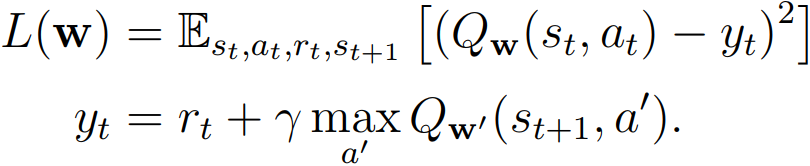 L(𝐰) = 𝔼_{s_t,a_t,r_t,s_{t+1}} [(Q_𝐰(s_t, a_t) − y_t)^2]
y_t = r_t + γ max_{a′} Q_{𝐰′}(s_{t+1}, a′).